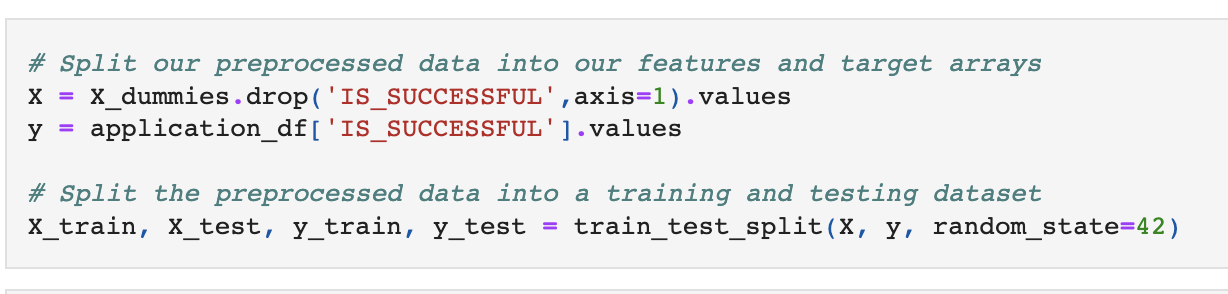 # Split our preprocessed data into our features and target arrays
X = X_dummies.drop('IS_SUCCESSFUL',axis=1).values
y = application_df['IS_SUCCESSFUL'].values
# Split the preprocessed data into a training and testing dataset
X_train, X_test, y_train, y_test = train_test_split(X, y, random_state=42)